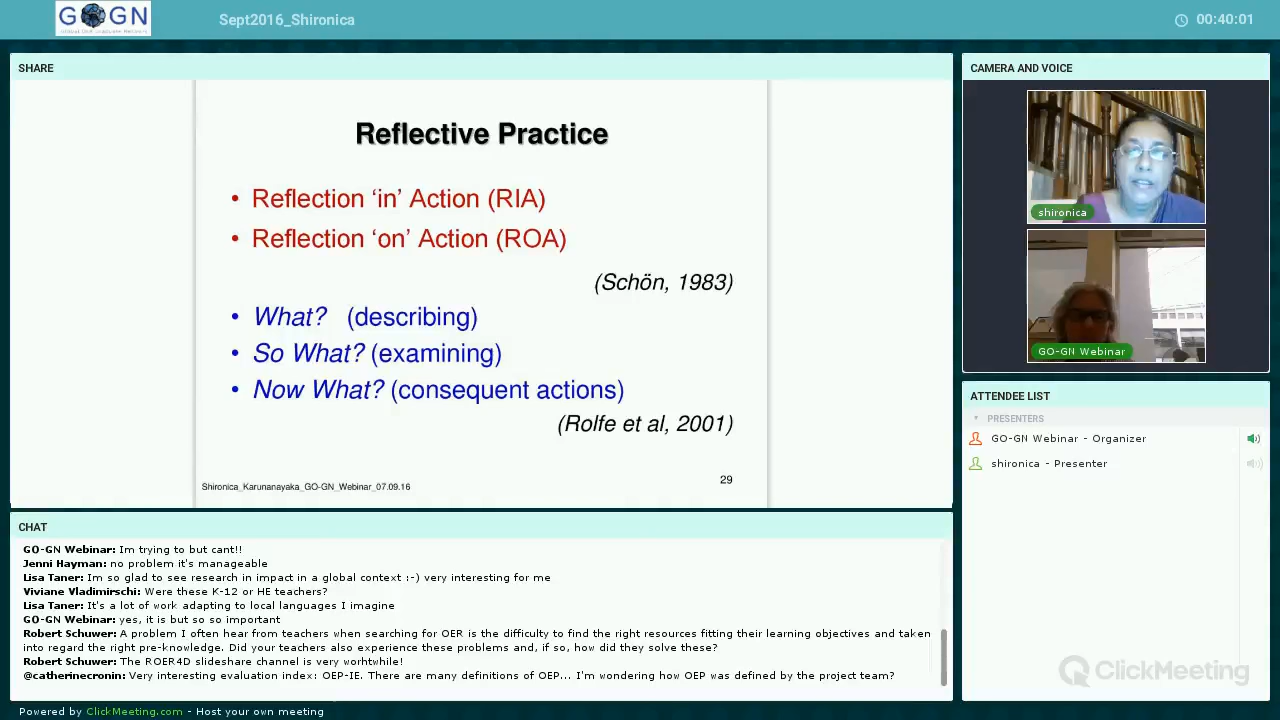 GOGN
Sept2016_Shironica
00:40:01
SHARE
Reflective Practice
• Reflection ‘in’ Action (RIA)
• Reflection ‘on’ Action (ROA)
(Schön, 1983)
• What? (describing)
• So What? (examining)
• Now What? (consequent actions)
(Rolfe et al, 2001)
Shironica_Karunanayaka_GO-GN_Webinar_07.09.16
29
CAMERA AND VOICE
shironica
GO-GN Webinar
ATTENDEE LIST
PRESENTERS
GO-GN Webinar - Organizer
shironica - Presenter
CHAT
GO-GN Webinar: Im trying to but cant!!
Jenni Hayman: no problem it's manageable
Lisa Taner: Im so glad to see research in impact in a global context :-) very interesting for me
Viviane Vladimirschi: Were these K-12 or HE teachers?
Lisa Taner: It's a lot of work adapting to local languages I imagine
GO-GN Webinar: yes, it is but so so important
Robert Schuwer: A problem I often hear from teachers when searching for OER is the difficulty to find the right resources fitting their learning objectives and taken
into regard the right pre-knowledge. Did your teachers also experience these problems and, if so, how did they solve these?
Robert Schuwer: The ROER4D slideshare channel is very worhtwhile!
@catherinecronin: Very interesting evaluation index: OEP-IE. There are many definitions of OEP... I'm wondering how OEP was defined by the project team?
ClickMeeting
Powered by ClickMeeting.com - Host your own meeting